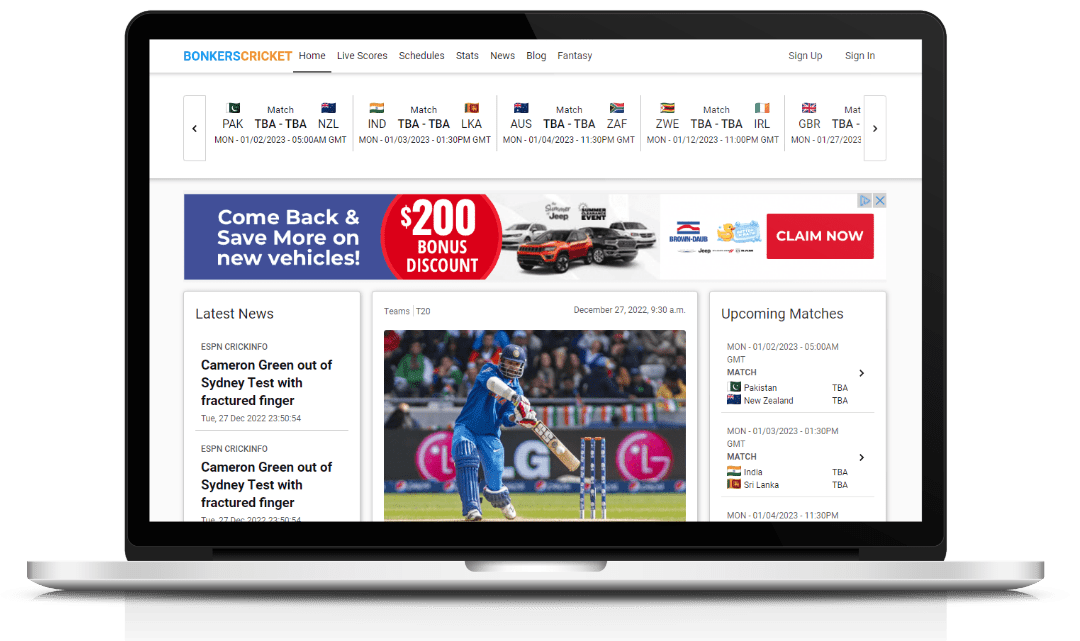 BONKERSCRICKET Home Live Scores Schedules Stats News Blog Fantasy Sign Up Sign In
PAK Match TBA - TBA NZL
MON - 01/02/2023 - 05:00AM GMT
IND Match TBA - TBA LKA
MON - 01/03/2023 - 01:30PM GMT
AUS Match TBA - TBA ZAF
MON - 01/04/2023 - 11:30PM GMT
ZWE Match TBA - TBA IRL
MON - 01/12/2023 - 11:00PM GMT
GBR Mat TBA -
MON - 01/27/2023
Come Back &
Save More on
new vehicles!
$200
BONUS
DISCOUNT
Summer
Jeep
SUMMER
CLEARANCE
EVENT
BROWN-DAUB
Jeep
CLAIM NOW
Latest News
ESPN CRICKINFO
Cameron Green out of
Sydney Test with
fractured finger
Tue, 27 Dec 2022 23:50:54
ESPN CRICKINFO
Cameron Green out of
Sydney Test with
fractured finger
Tue, 27 Dec 2022 23:50:54
Teams T20
December 27, 2022, 9:30 a.m.
LG
LG
Upcoming Matches
MON - 01/02/2023 - 05:00AM
GMT
MATCH
Pakistan TBA
New Zealand TBA
MON - 01/03/2023 - 01:30PM
GMT
MATCH
India TBA
Sri Lanka TBA
MON - 01/04/2023 - 11:30PM